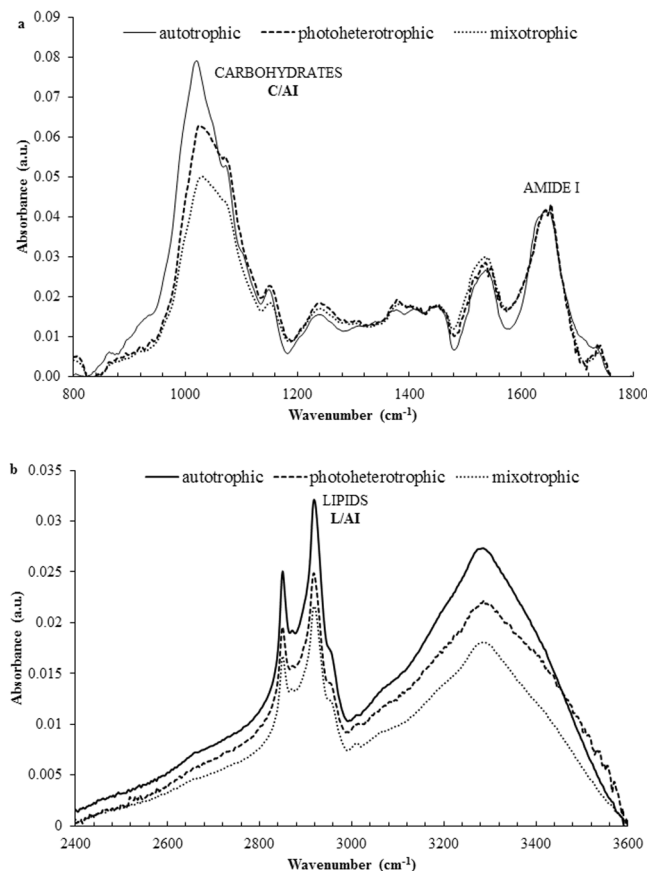 a
autotrophic photoheterotrophic mixotrophic
0.09
0.08
0.07
0.06
0.05
0.04
0.03
0.02
0.01
0.00
CARBOHYDRATES
C/AI
AMIDE I
Absorbance (a.u.)
800 1000 1200 1400 1600 1800
Wavenumber (cm-1)
b
autotrophic photoheterotrophic mixotrophic
0.035
0.03
0.025
0.02
0.015
0.01
0.005
0
LIPIDS
L/AI
Absorbance (a.u.)
2400 2600 2800 3000 3200 3400 3600
Wavenumber (cm-1)